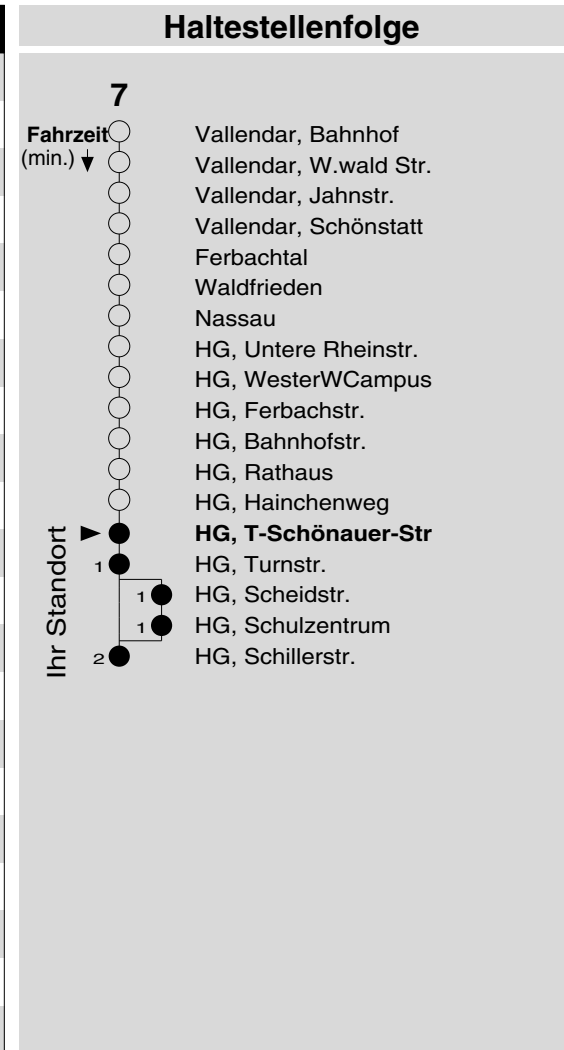 Haltestellenfolge
7
Fahrzeit
(min.)
Vallendar, Bahnhof
Vallendar, W.wald Str.
Vallendar, Jahnstr.
Vallendar, Schönstatt
Ferbachtal
Waldfrieden
Nassau
HG, Untere Rheinstr.
HG, WesterWCampus
HG, Ferbachstr.
HG, Bahnhofstr.
HG, Rathaus
HG, Hainchenweg
Ihr Standort
HG, T-Schönauer-Str
1 HG, Turnstr.
1 HG, Scheidstr.
1 HG, Schulzentrum
2 HG, Schillerstr.